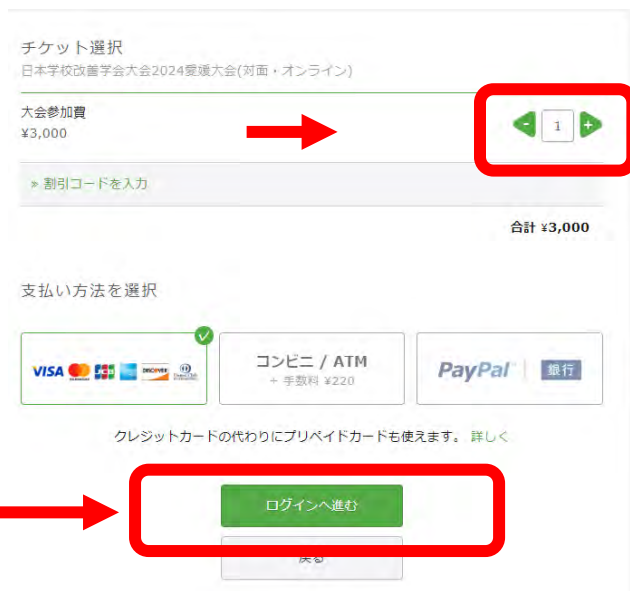 チケット選択
日本学校改善学会大会2024愛媛大会(対面・オンライン)
大会参加費
¥3,000
- 1 +
» 割引コードを入力
合計 ¥3,000
支払い方法を選択
VISA JCB DISCOVER
コンビニ / ATM
+ 手数料 ¥220
PayPal 銀行
クレジットカードの代わりにプリペイドカードも使えます。 詳しく
ログインへ進む
戻る